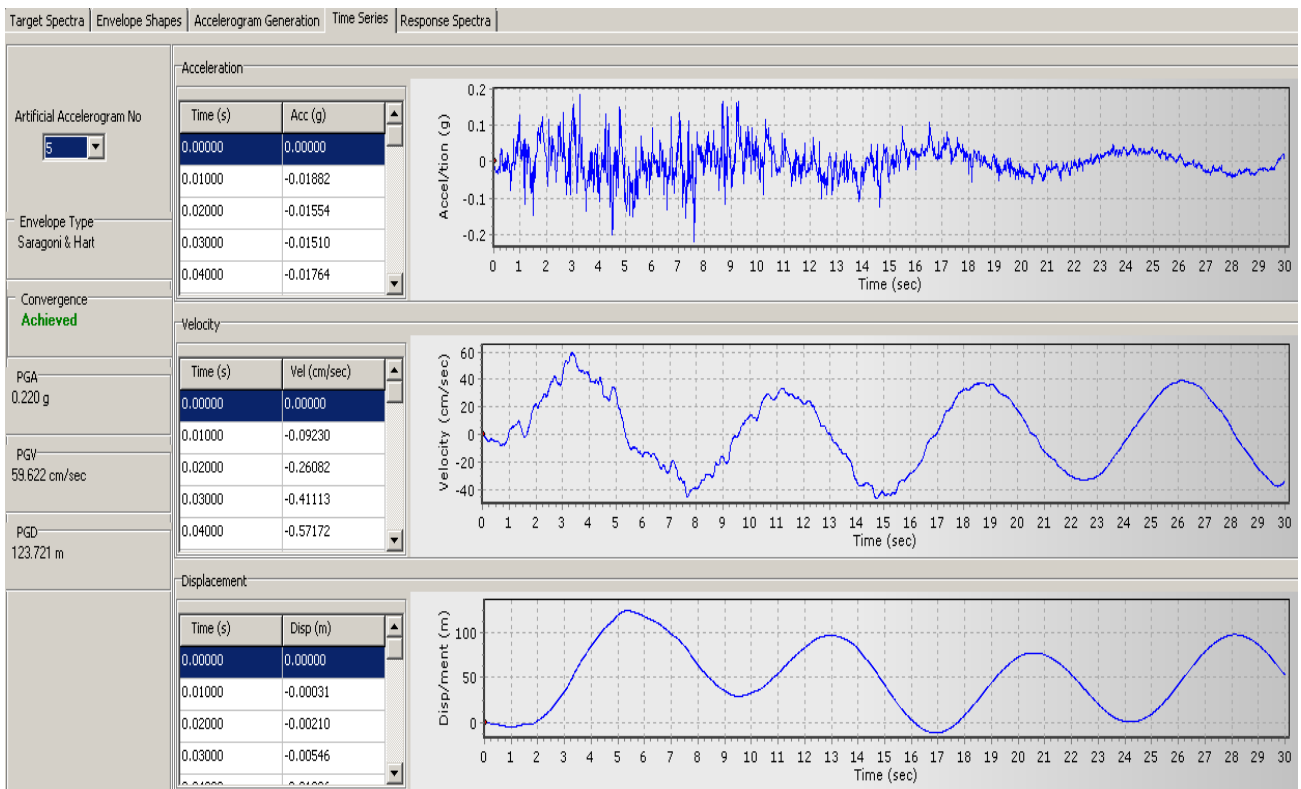 Target Spectra Envelope Shapes Accelerogram Generation Time Series Response Spectra
Artificial Accelerogram No
5
Envelope Type
Saragoni & Hart
Convergence
Achieved
PGA
0.220 g
PGV
59.622 cm/sec
PGD
123.721 m
Acceleration
Time (s) Acc (g)
0.00000 0.00000
0.01000 -0.01882
0.02000 -0.01554
0.03000 -0.01510
0.04000 -0.01764
Accel/tion (g)
0.2
0.1
0
-0.1
-0.2
0 1 2 3 4 5 6 7 8 9 10 11 12 13 14 15 16 17 18 19 20 21 22 23 24 25 26 27 28 29 30
Time (sec)
Velocity
Time (s) Vel (cm/sec)
0.00000 0.00000
0.01000 -0.09230
0.02000 -0.26082
0.03000 -0.41113
0.04000 -0.57172
Velocity (cm/sec)
60
40
20
0
-20
-40
0 1 2 3 4 5 6 7 8 9 10 11 12 13 14 15 16 17 18 19 20 21 22 23 24 25 26 27 28 29 30
Time (sec)
Displacement
Time (s) Disp (m)
0.00000 0.00000
0.01000 -0.00031
0.02000 -0.00210
0.03000 -0.00546
Disp/ment (m)
100
50
0
0 1 2 3 4 5 6 7 8 9 10 11 12 13 14 15 16 17 18 19 20 21 22 23 24 25 26 27 28 29 30
Time (sec)